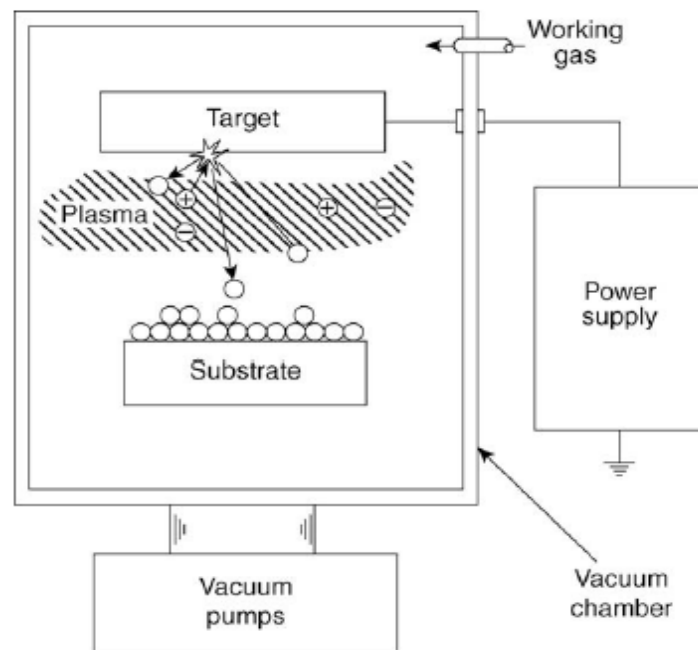 Working
gas
Target
Plasma
+
+
−
−
Power
supply
Substrate
Vacuum
pumps
Vacuum
chamber